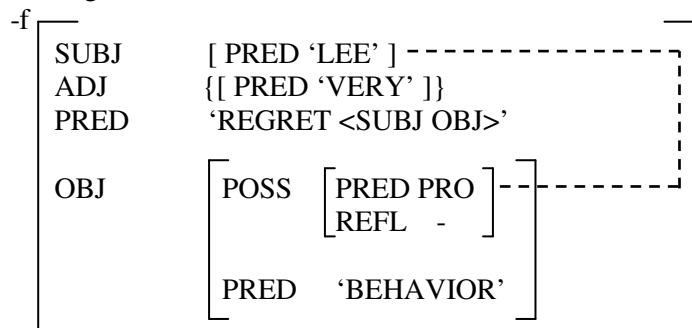 -f
SUBJ [ PRED ‘LEE’ ]
ADJ {[ PRED ‘VERY’ ]}
PRED ‘REGRET <SUBJ OBJ>’
OBJ POSS PRED PRO
REFL -
PRED ‘BEHAVIOR’